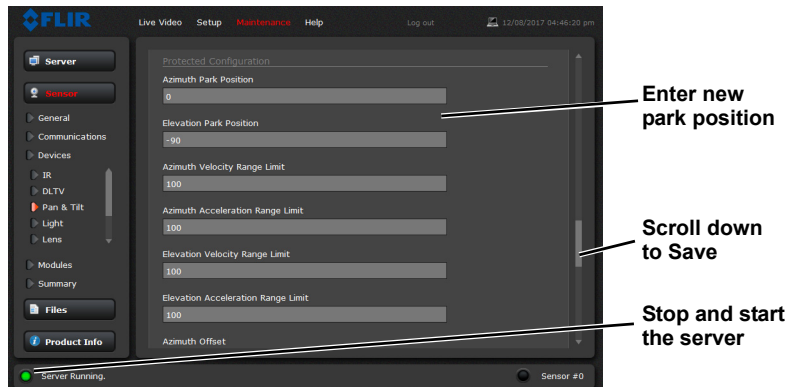 FLIR
Live Video Setup Maintenance Help Log out 12/08/2017 04:46:20 pm
Server
Sensor
General
Communications
Devices
IR
DLTV
Pan & Tilt
Light
Lens
Modules
Summary
Files
Product Info
Protected Configuration
Azimuth Park Position
0
Elevation Park Position
-90
Azimuth Velocity Range Limit
100
Azimuth Acceleration Range Limit
100
Elevation Velocity Range Limit
100
Elevation Acceleration Range Limit
100
Azimuth Offset
Server Running.
Sensor #0
Enter new
park position
Scroll down
to Save
Stop and start
the server